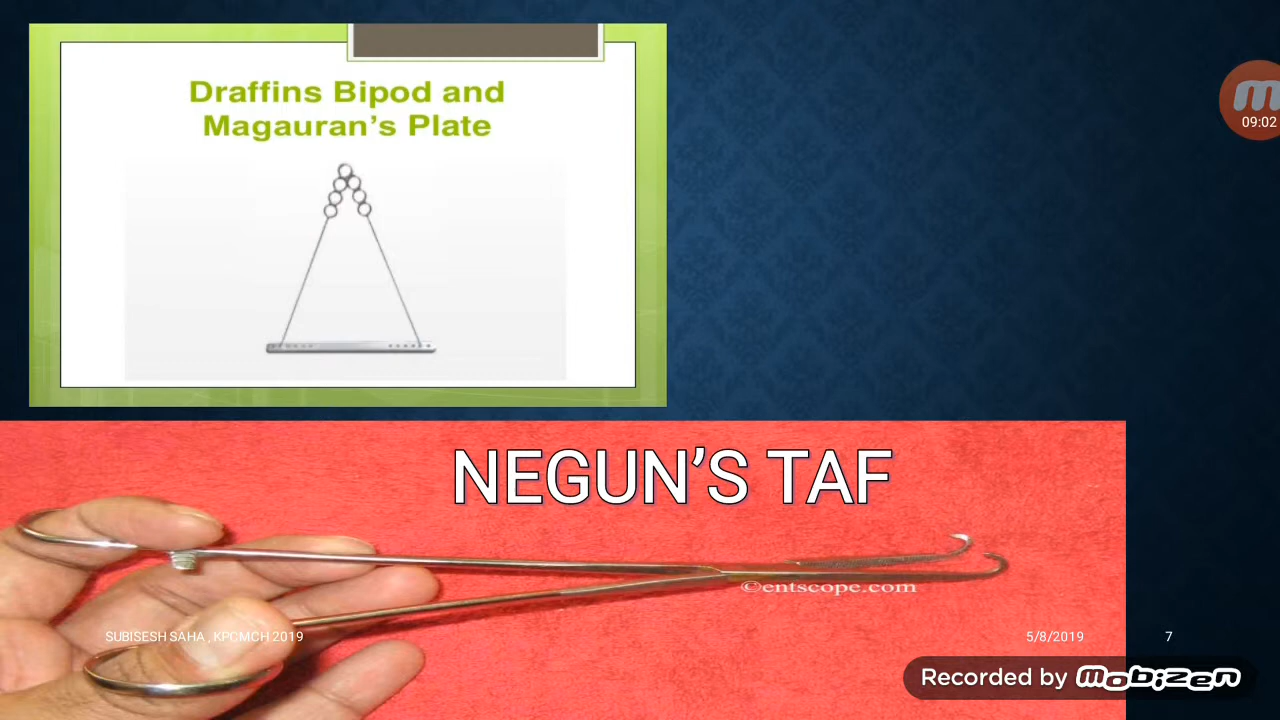 Draffins Bipod and
Magauran's Plate
09:02
NEGUN'S TAF
©entscope.com
SUBISESH SAHA , KPCMCH 2019
5/8/2019
7
Recorded by mobizen